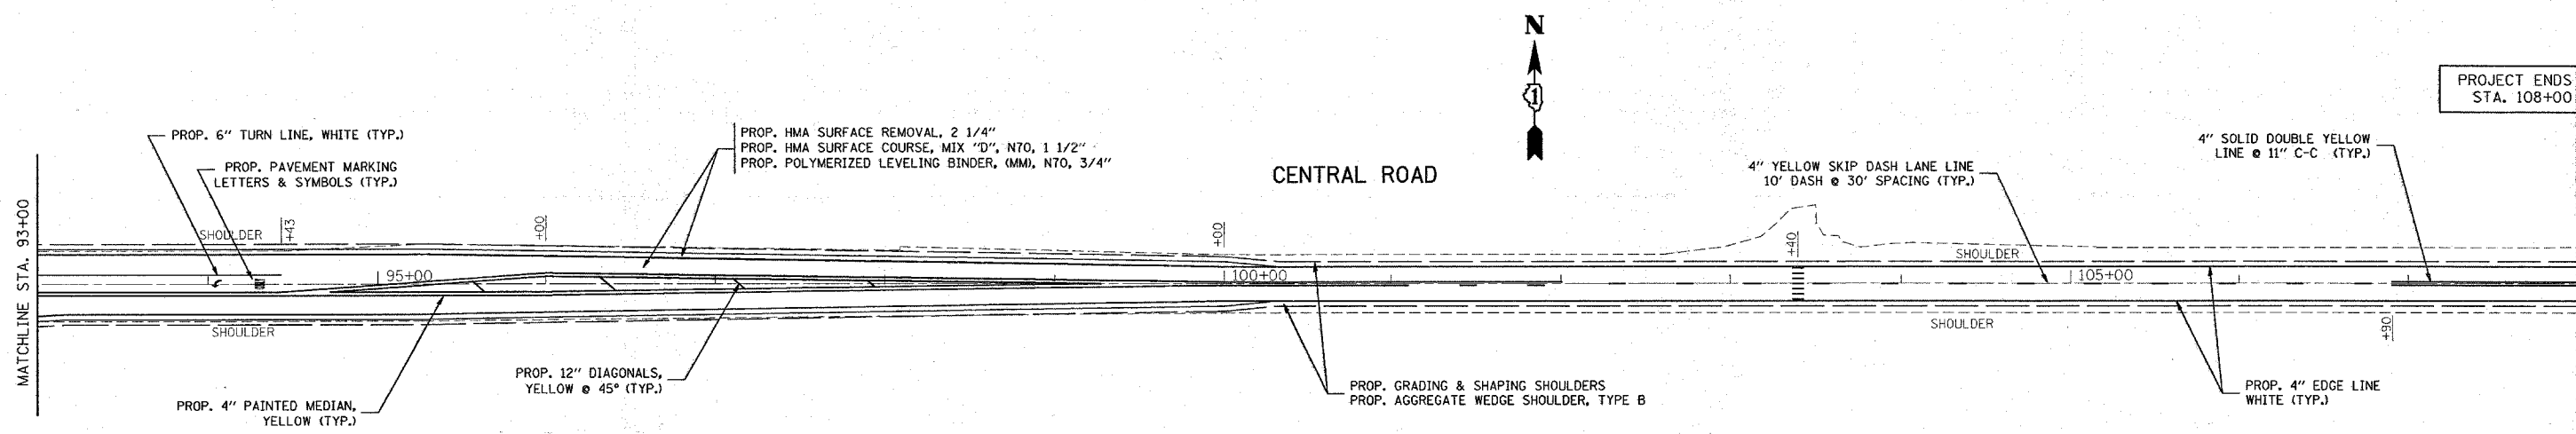 N
1
PROJECT ENDS
STA. 108+00
PROP. 6" TURN LINE, WHITE (TYP.)
PROP. PAVEMENT MARKING
LETTERS & SYMBOLS (TYP.)
PROP. HMA SURFACE REMOVAL, 2 1/4"
PROP. HMA SURFACE COURSE, MIX "D", N70, 1 1/2"
PROP. POLYMERIZED LEVELING BINDER, (MM), N70, 3/4"
CENTRAL ROAD
4" YELLOW SKIP DASH LANE LINE
10' DASH @ 30' SPACING (TYP.)
4" SOLID DOUBLE YELLOW
LINE @ 11" C-C (TYP.)
MATCHLINE STA. 93+00
SHOULDER
+43
+00
+00
+40
SHOULDER
95+00
100+00
105+00
SHOULDER
SHOULDER
+90
PROP. 12" DIAGONALS,
YELLOW @ 45° (TYP.)
PROP. 4" PAINTED MEDIAN,
YELLOW (TYP.)
PROP. GRADING & SHAPING SHOULDERS
PROP. AGGREGATE WEDGE SHOULDER, TYPE B
PROP. 4" EDGE LINE
WHITE (TYP.)